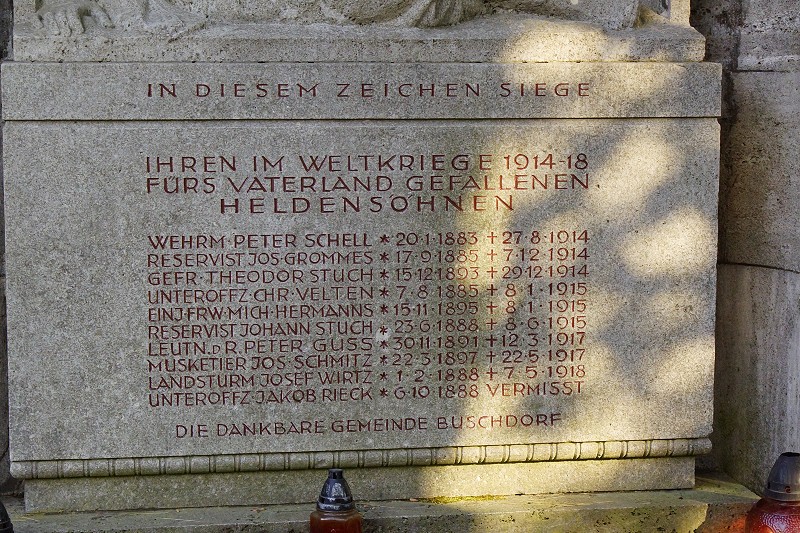 IN DIESEM ZEICHEN SIEGE
IHREN IM WELTKRIEGE 1914-18
FÜRS VATERLAND GEFALLENEN
HELDENSÖHNEN
WEHRM·PETER SCHELL * 20·1·1883 + 27·8·1914
RESERVIST JOS·GROMMES * 17·9·1885 + 7·12·1914
GEFR·THEODOR STUCH * 15·12·1893 + 29·12·1914
UNTEROFFZ·CHR·VELTEN * 7·8·1885 + 8·1·1915
EINJ·FRW·MICH·HERMANNS * 15·11·1895 + 8·1·1915
RESERVIST JOHANN STUCH * 23·6·1888 + 8·6·1915
LEUTN·D·R·PETER GUSS * 30·11·1891 + 12·3·1917
MUSKETIER JOS·SCHMITZ * 22·3·1897 + 22·5·1917
LANDSTURM·JOSEF WIRTZ * 1·2·1888 + 7·5·1918
UNTEROFFZ·JAKOB RIECK * 6·10·1888 VERMISST
DIE DANKBARE GEMEINDE BUSCHDORF